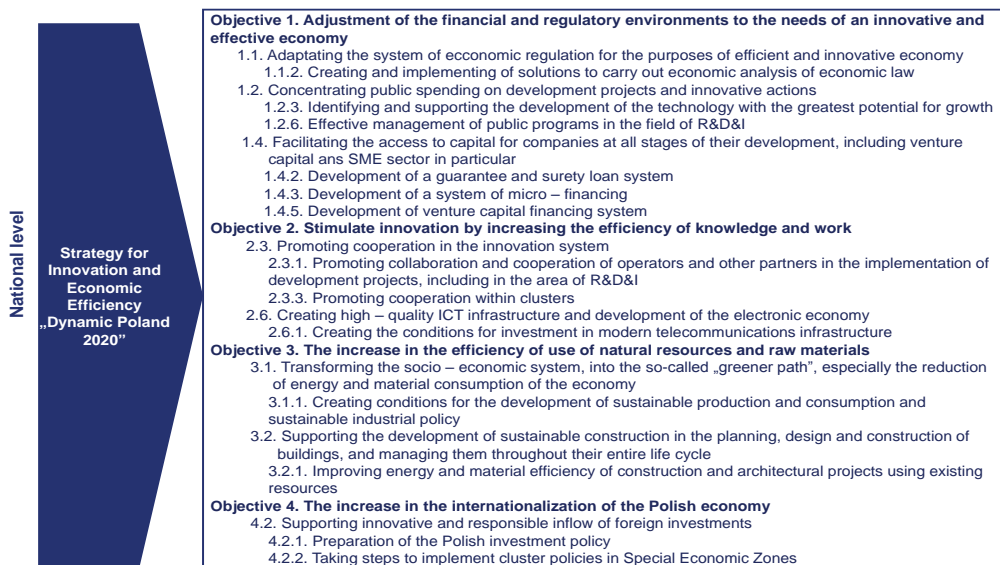 National level
Strategy for
Innovation and
Economic
Efficiency
„Dynamic Poland
2020”
Objective 1. Adjustment of the financial and regulatory environments to the needs of an innovative and
effective economy
1.1. Adaptating the system of ecconomic regulation for the purposes of efficient and innovative economy
1.1.2. Creating and implementing of solutions to carry out economic analysis of economic law
1.2. Concentrating public spending on development projects and innovative actions
1.2.3. Identifying and supporting the development of the technology with the greatest potential for growth
1.2.6. Effective management of public programs in the field of R&D&I
1.4. Facilitating the access to capital for companies at all stages of their development, including venture
capital ans SME sector in particular
1.4.2. Development of a guarantee and surety loan system
1.4.3. Development of a system of micro – financing
1.4.5. Development of venture capital financing system
Objective 2. Stimulate innovation by increasing the efficiency of knowledge and work
2.3. Promoting cooperation in the innovation system
2.3.1. Promoting collaboration and cooperation of operators and other partners in the implementation of
development projects, including in the area of R&D&I
2.3.3. Promoting cooperation within clusters
2.6. Creating high – quality ICT infrastructure and development of the electronic economy
2.6.1. Creating the conditions for investment in modern telecommunications infrastructure
Objective 3. The increase in the efficiency of use of natural resources and raw materials
3.1. Transforming the socio – economic system, into the so-called „greener path”, especially the reduction
of energy and material consumption of the economy
3.1.1. Creating conditions for the development of sustainable production and consumption and
sustainable industrial policy
3.2. Supporting the development of sustainable construction in the planning, design and construction of
buildings, and managing them throughout their entire life cycle
3.2.1. Improving energy and material efficiency of construction and architectural projects using existing
resources
Objective 4. The increase in the internationalization of the Polish economy
4.2. Supporting innovative and responsible inflow of foreign investments
4.2.1. Preparation of the Polish investment policy
4.2.2. Taking steps to implement cluster policies in Special Economic Zones